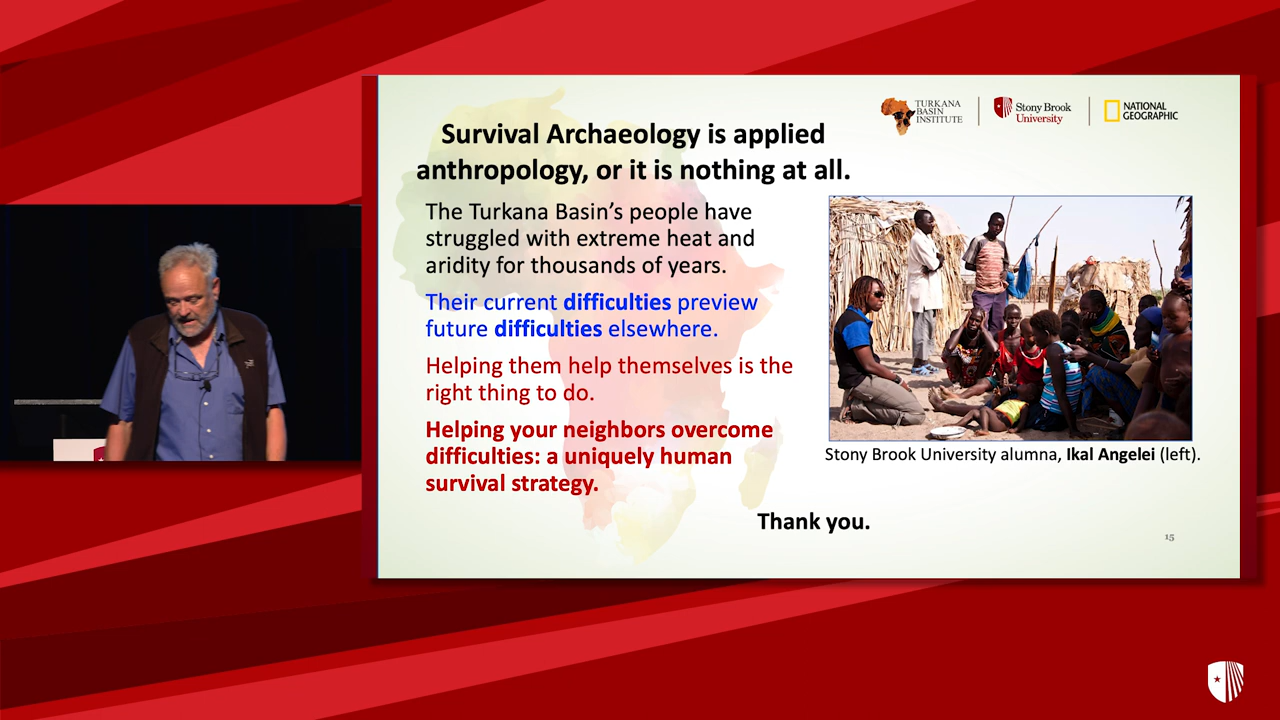 TURKANA
BASIN
INSTITUTE
Stony Brook
University
NATIONAL
GEOGRAPHIC
Survival Archaeology is applied
anthropology, or it is nothing at all.
The Turkana Basin’s people have
struggled with extreme heat and
aridity for thousands of years.
Their current difficulties preview
future difficulties elsewhere.
Helping them help themselves is the
right thing to do.
Helping your neighbors overcome
difficulties: a uniquely human
survival strategy.
Stony Brook University alumna, Ikal Angelei (left).
Thank you.
15